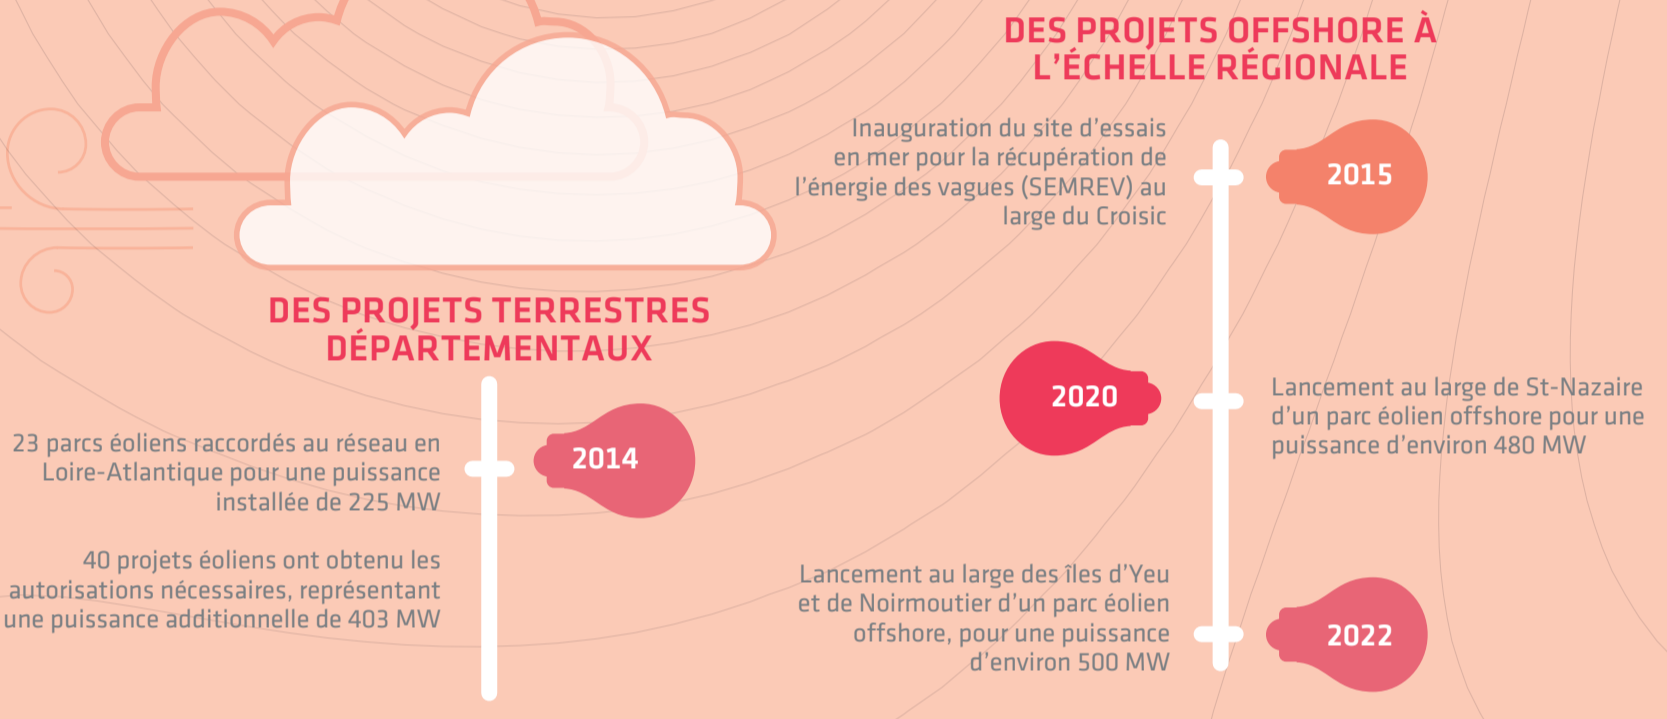 DES PROJETS TERRESTRES
DÉPARTEMENTAUX
23 parcs éoliens raccordés au réseau en
Loire-Atlantique pour une puissance
installée de 225 MW
2014
40 projets éoliens ont obtenu les
autorisations nécessaires, représentant
une puissance additionnelle de 403 MW
DES PROJETS OFFSHORE À
L'ÉCHELLE RÉGIONALE
Inauguration du site d'essais
en mer pour la récupération de
l'énergie des vagues (SEMREV) au
large du Croisic
2015
2020
Lancement au large de St-Nazaire
d'un parc éolien offshore pour une
puissance d'environ 480 MW
Lancement au large des îles d'Yeu
et de Noirmoutier d'un parc éolien
offshore, pour une puissance
d'environ 500 MW
2022